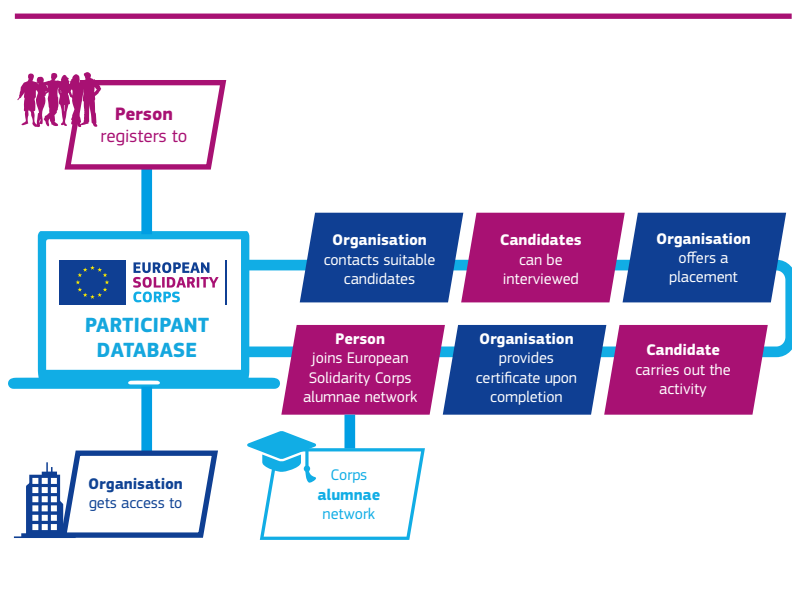 Person
registers to
EUROPEAN
SOLIDARITY
CORPS
PARTICIPANT
DATABASE
Organisation
gets access to
Organisation
contacts suitable
candidates
Candidates
can be
interviewed
Organisation
offers a
placement
Candidate
carries out the
activity
Organisation
provides
certificate upon
completion
Person
joins European
Solidarity Corps
alumnae network
Corps
alumnae
network